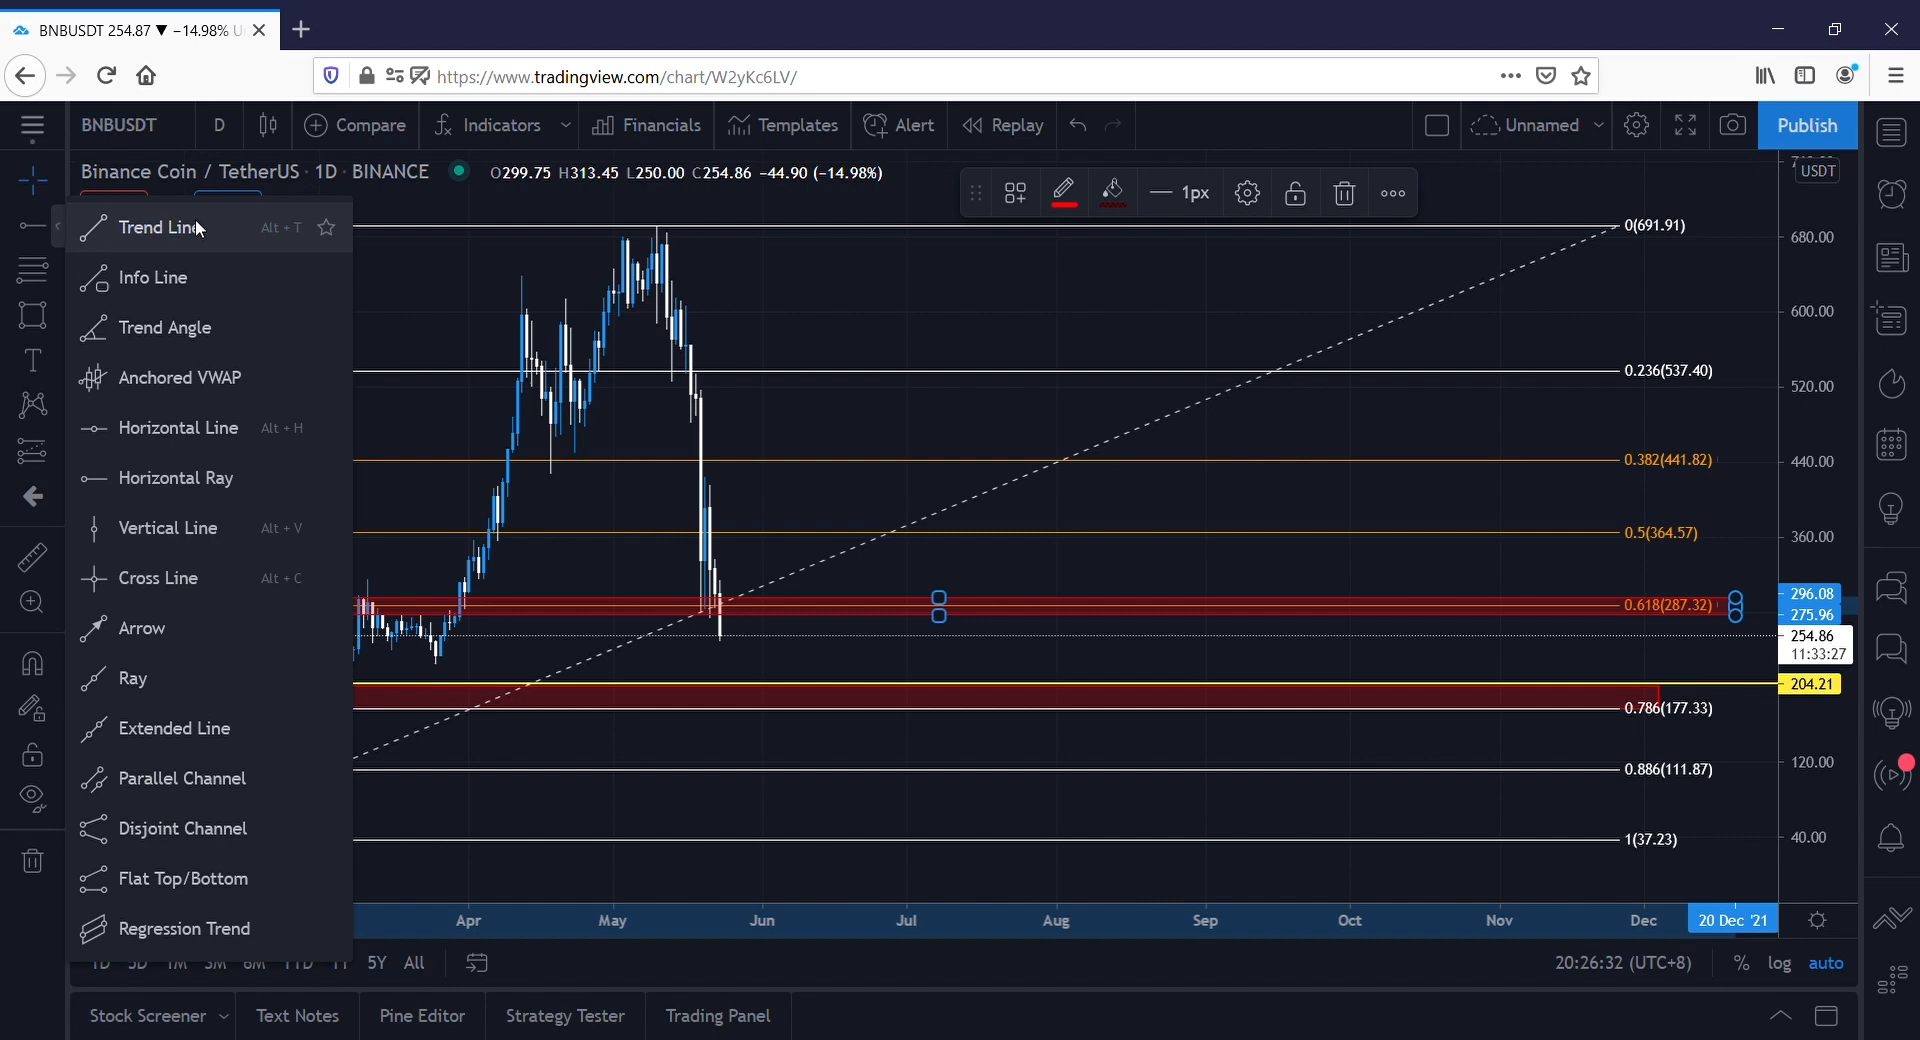 BNBUSDT 254.87 ▼ −14.98% U
https://www.tradingview.com/chart/W2yKc6LV/
BNBUSDT D Compare Indicators Financials Templates Alert Replay Unnamed Publish
Binance Coin / TetherUS · 1D · BINANCE O299.75 H313.45 L250.00 C254.86 −44.90 (−14.98%)
USDT
Trend Line Alt + T
Info Line
Trend Angle
Anchored VWAP
Horizontal Line Alt + H
Horizontal Ray
Vertical Line Alt + V
Cross Line Alt + C
Arrow
Ray
Extended Line
Parallel Channel
Disjoint Channel
Flat Top/Bottom
Regression Trend
1px
0(691.91)
0.236(537.40)
0.382(441.82)
0.5(364.57)
0.618(287.32)
0.786(177.33)
0.886(111.87)
1(37.23)
680.00
600.00
520.00
440.00
360.00
296.08
275.96
254.86
11:33:27
204.21
120.00
40.00
Apr May Jun Jul Aug Sep Oct Nov Dec 20 Dec '21
1D 5D 1M 3M 6M YTD 1Y 5Y All
20:26:32 (UTC+8) % log auto
Stock Screener Text Notes Pine Editor Strategy Tester Trading Panel